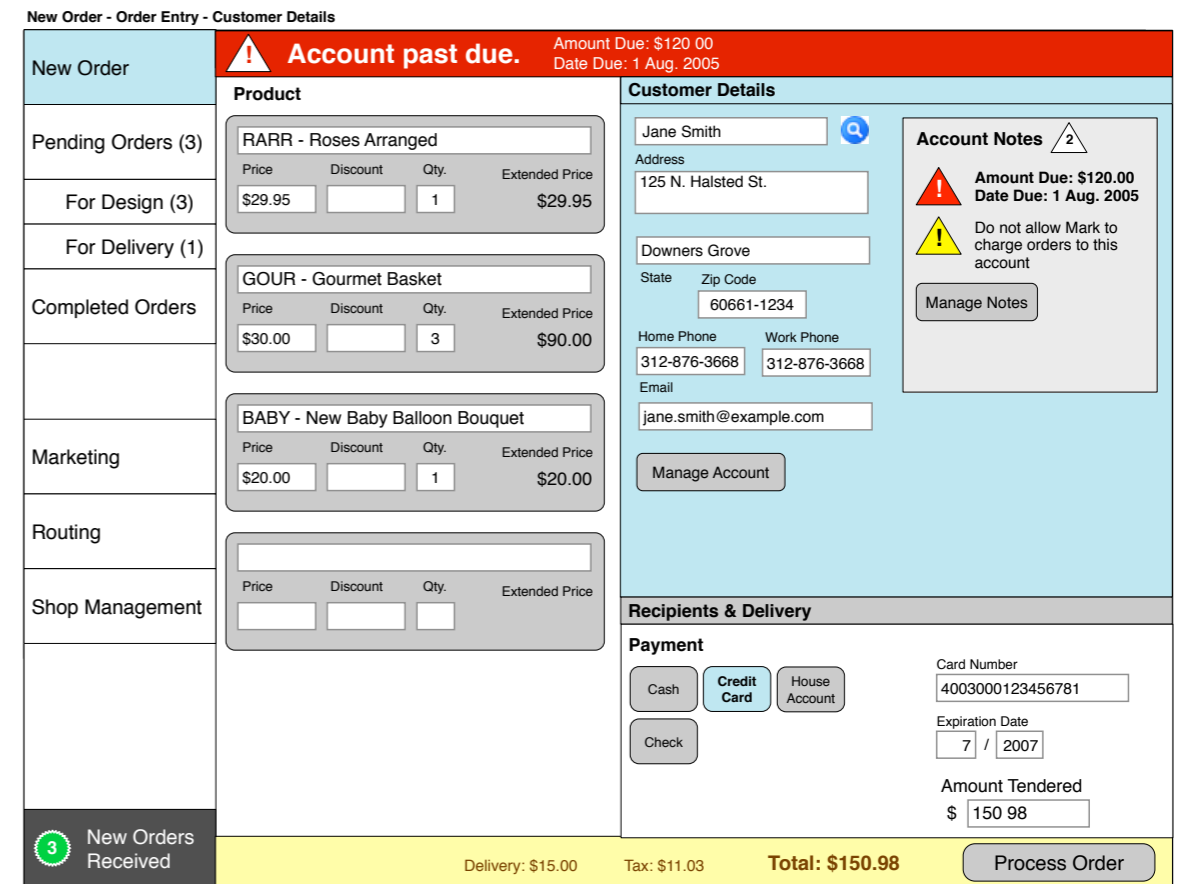 New Order - Order Entry - Customer Details
New Order
Pending Orders (3)
For Design (3)
For Delivery (1)
Completed Orders
Marketing
Routing
Shop Management
3
New Orders
Received
!
Account past due.
Amount Due: $120 00
Date Due: 1 Aug. 2005
Product
RARR - Roses Arranged
Price Discount Qty. Extended Price
$29.95 1 $29.95
GOUR - Gourmet Basket
Price Discount Qty. Extended Price
$30.00 3 $90.00
BABY - New Baby Balloon Bouquet
Price Discount Qty. Extended Price
$20.00 1 $20.00
Price Discount Qty. Extended Price
Customer Details
Jane Smith
Address
125 N. Halsted St.
Downers Grove
State Zip Code
60661-1234
Home Phone Work Phone
312-876-3668 312-876-3668
Email
jane.smith@example.com
Manage Account
Account Notes 2
!
Amount Due: $120.00
Date Due: 1 Aug. 2005
!
Do not allow Mark to
charge orders to this
account
Manage Notes
Recipients & Delivery
Payment
Cash
Credit
Card
House
Account
Check
Card Number
4003000123456781
Expiration Date
7 / 2007
Amount Tendered
$ 150 98
Delivery: $15.00 Tax: $11.03 Total: $150.98 Process Order